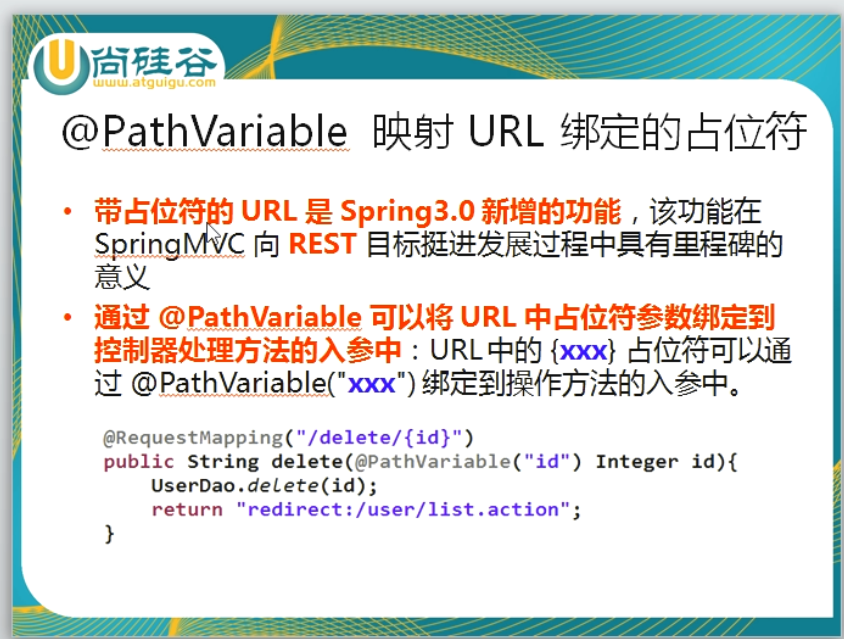 尚硅谷
www.atguigu.com
@PathVariable 映射 URL 绑定的占位符
• 带占位符的 URL 是 Spring3.0 新增的功能，该功能在
SpringMVC 向 REST 目标挺进发展过程中具有里程碑的
意义
• 通过 @PathVariable 可以将 URL 中占位符参数绑定到
控制器处理方法的入参中：URL 中的 {xxx} 占位符可以通
过 @PathVariable("xxx") 绑定到操作方法的入参中。
@RequestMapping("/delete/{id}")
public String delete(@PathVariable("id") Integer id){
    UserDao.delete(id);
    return "redirect:/user/list.action";
}